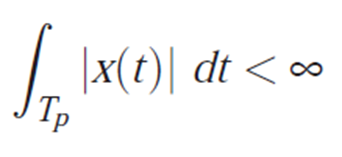 ∫_{T_p} |x(t)| dt < ∞